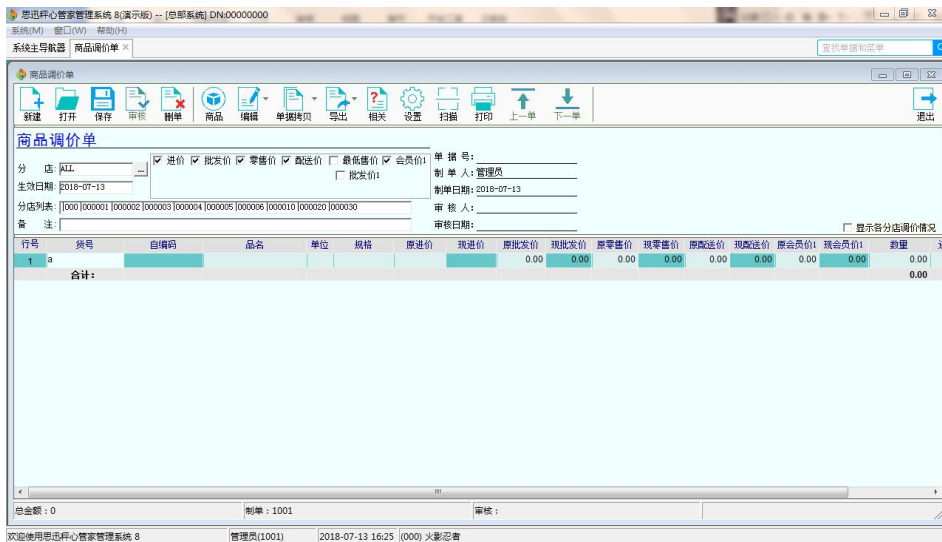 思迅秤心管家管理系统 8(演示版) -- [总部系统] DN:00000000
系统(M) 窗口(W) 帮助(H)
系统主导航器 商品调价单 × 查找单据和菜单
商品调价单
新建 打开 保存 审核 删单 商品 编辑 单据拷贝 导出 相关 设置 扫描 打印 上一单 下一单 退出
商品调价单
分 店: ALL ... 进价 批发价 零售价 配送价 最低售价 会员价1 单 据 号:
批发价1 制 单 人: 管理员
生效日期: 2018-07-13 制单日期: 2018-07-13
分店列表: |000|000001|000002|000003|000004|000005|000006|000010|000020|000030 审 核 人:
备 注: 审核日期: 显示各分店调价情况
行号 货号 自编码 品名 单位 规格 原进价 现进价 原批发价 现批发价 原零售价 现零售价 原配送价 现配送价 原会员价1 现会员价1 数量
1 a 0.00 0.00 0.00 0.00 0.00 0.00 0.00 0.00 0.00
合计: 0.00
总金额:0 制单:1001 审核:
欢迎使用思迅秤心管家管理系统 8 管理员(1001) 2018-07-13 16:25 (000) 火影忍者